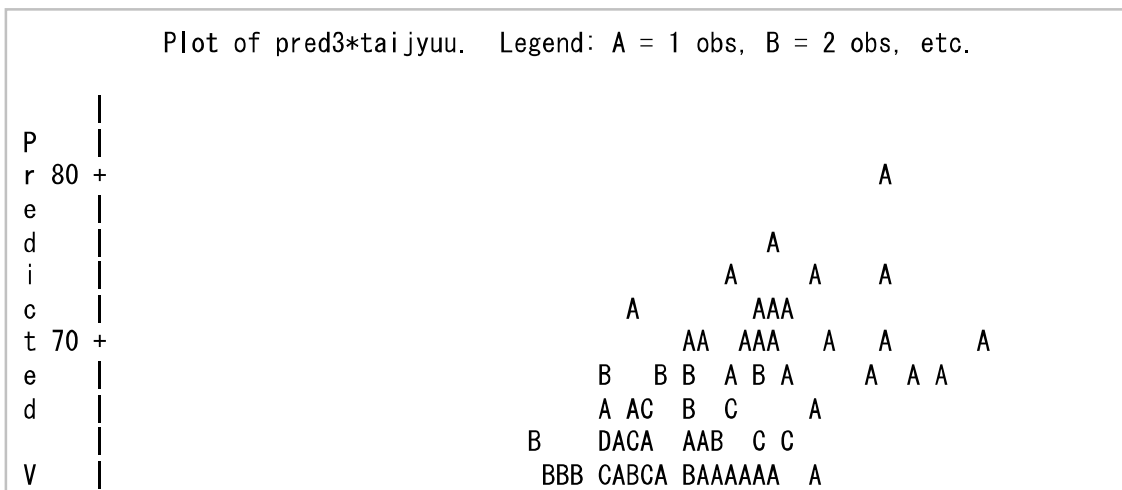 Plot of pred3*taijyuu.  Legend: A = 1 obs, B = 2 obs, etc.
      |
P     |
r 80 +                                                       A
e     |
d     |                                               A
i     |                                            A     A    A
c     |                                     A        AAA
t 70 +                                         AA  AAA   A   A      A
e     |                                   B   B B  A B A     A  A A
d     |                                   A AC  B  C     A
      |                              B    DACA  AAB  C C
V     |                               BBB CABCA BAAAAAA  A